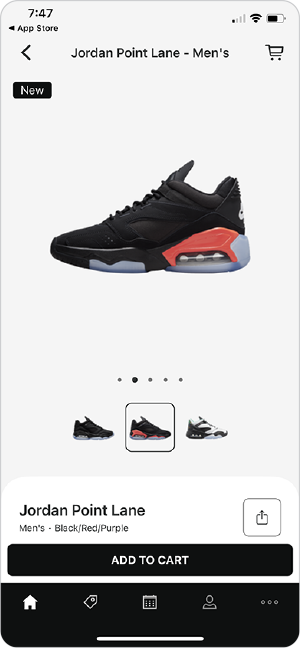 7:47
App Store
Jordan Point Lane - Men's
New
Jordan Point Lane
Men's • Black/Red/Purple
ADD TO CART